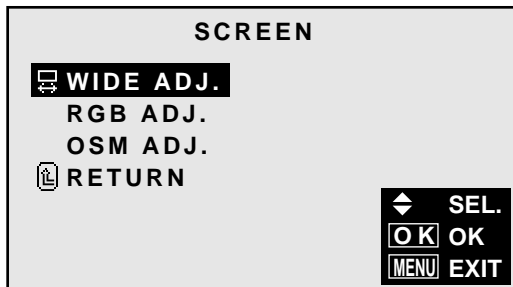 SCREEN
WIDE ADJ.
RGB ADJ.
OSM ADJ.
RETURN
SEL.
OK OK
MENU EXIT